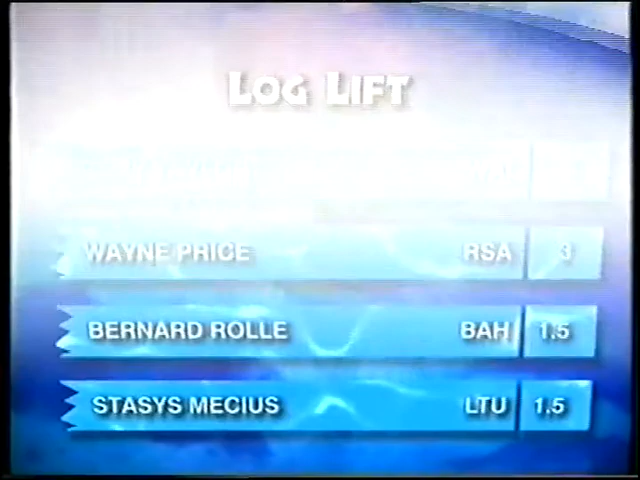 LOG LIFT
WAYNE PRICE RSA 3
BERNARD ROLLE BAH 1.5
STASYS MECIUS LTU 1.5